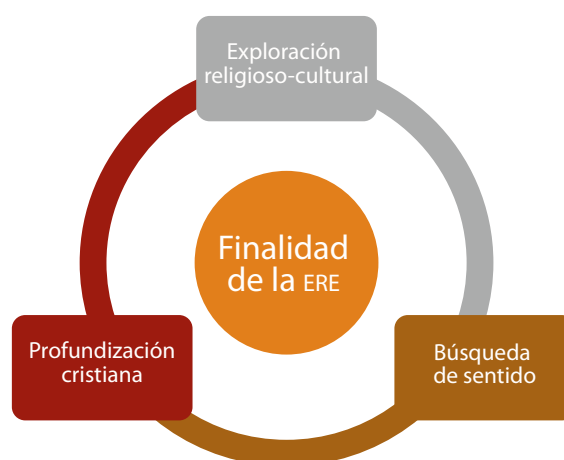 Exploración
religioso-cultural
Finalidad
de la ERE
Profundización
cristiana
Búsqueda
de sentido